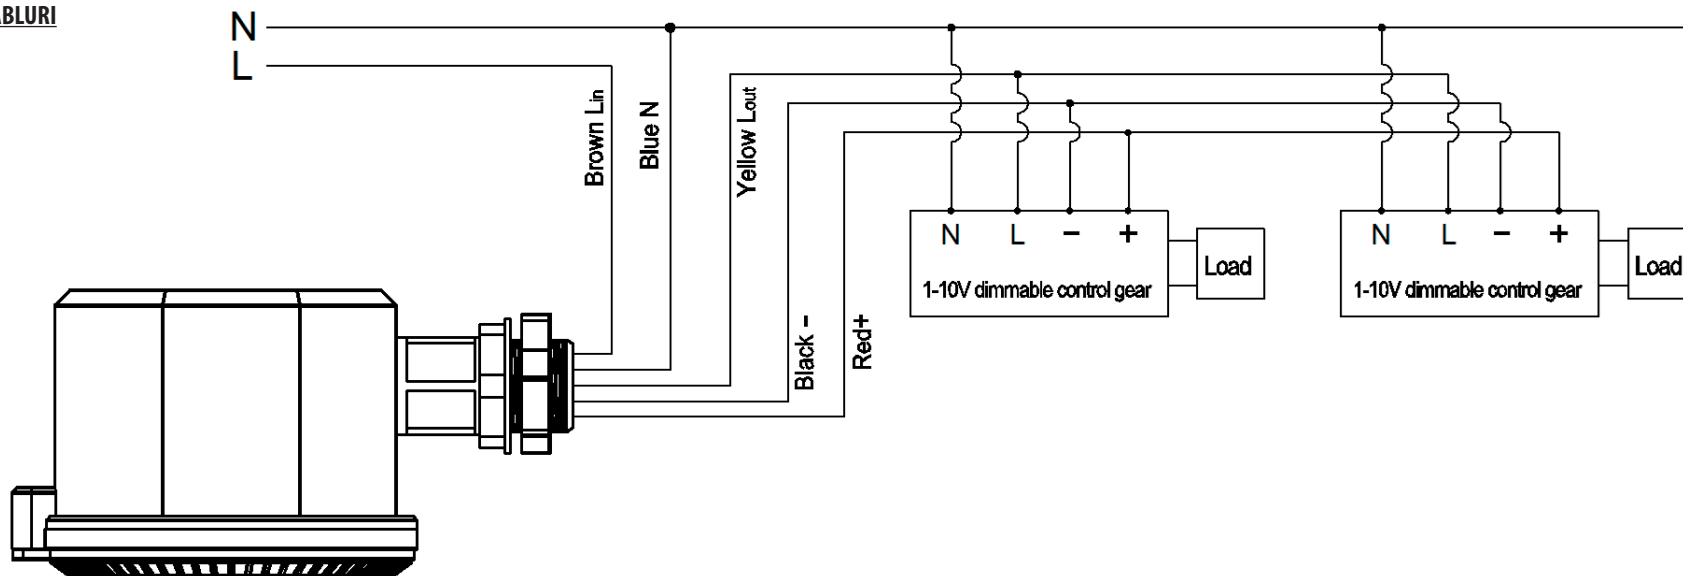 ABLURI
N
L
Brown Lin
Blue N
Yellow Lout
Black -
Red+
N L − +
1-10V dimmable control gear
Load
N L − +
1-10V dimmable control gear
Load